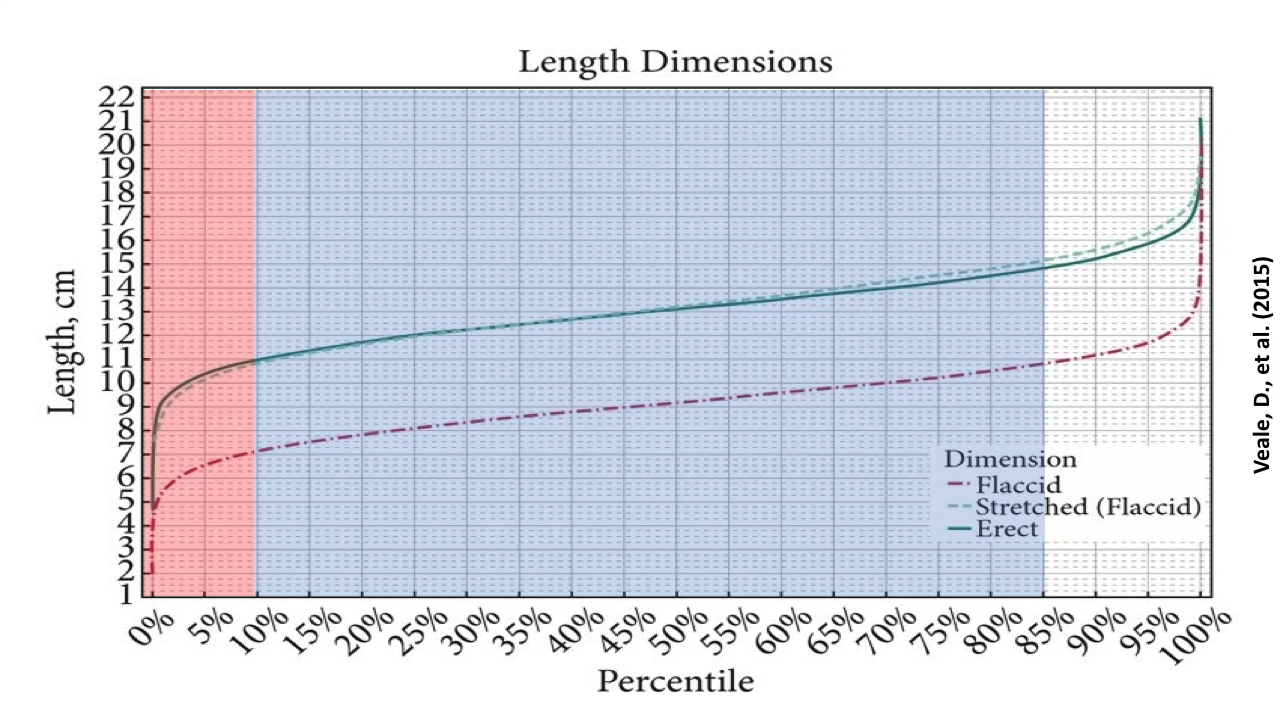 Length Dimensions
22
21
20
19
18
17
16
15
14
13
12
11
10
9
8
7
6
5
4
3
2
1
Length, cm
Dimension
Flaccid
Stretched (Flaccid)
Erect
0% 5% 10% 15% 20% 25% 30% 35% 40% 45% 50% 55% 60% 65% 70% 75% 80% 85% 90% 95% 100%
Percentile
Veale, D., et al. (2015)